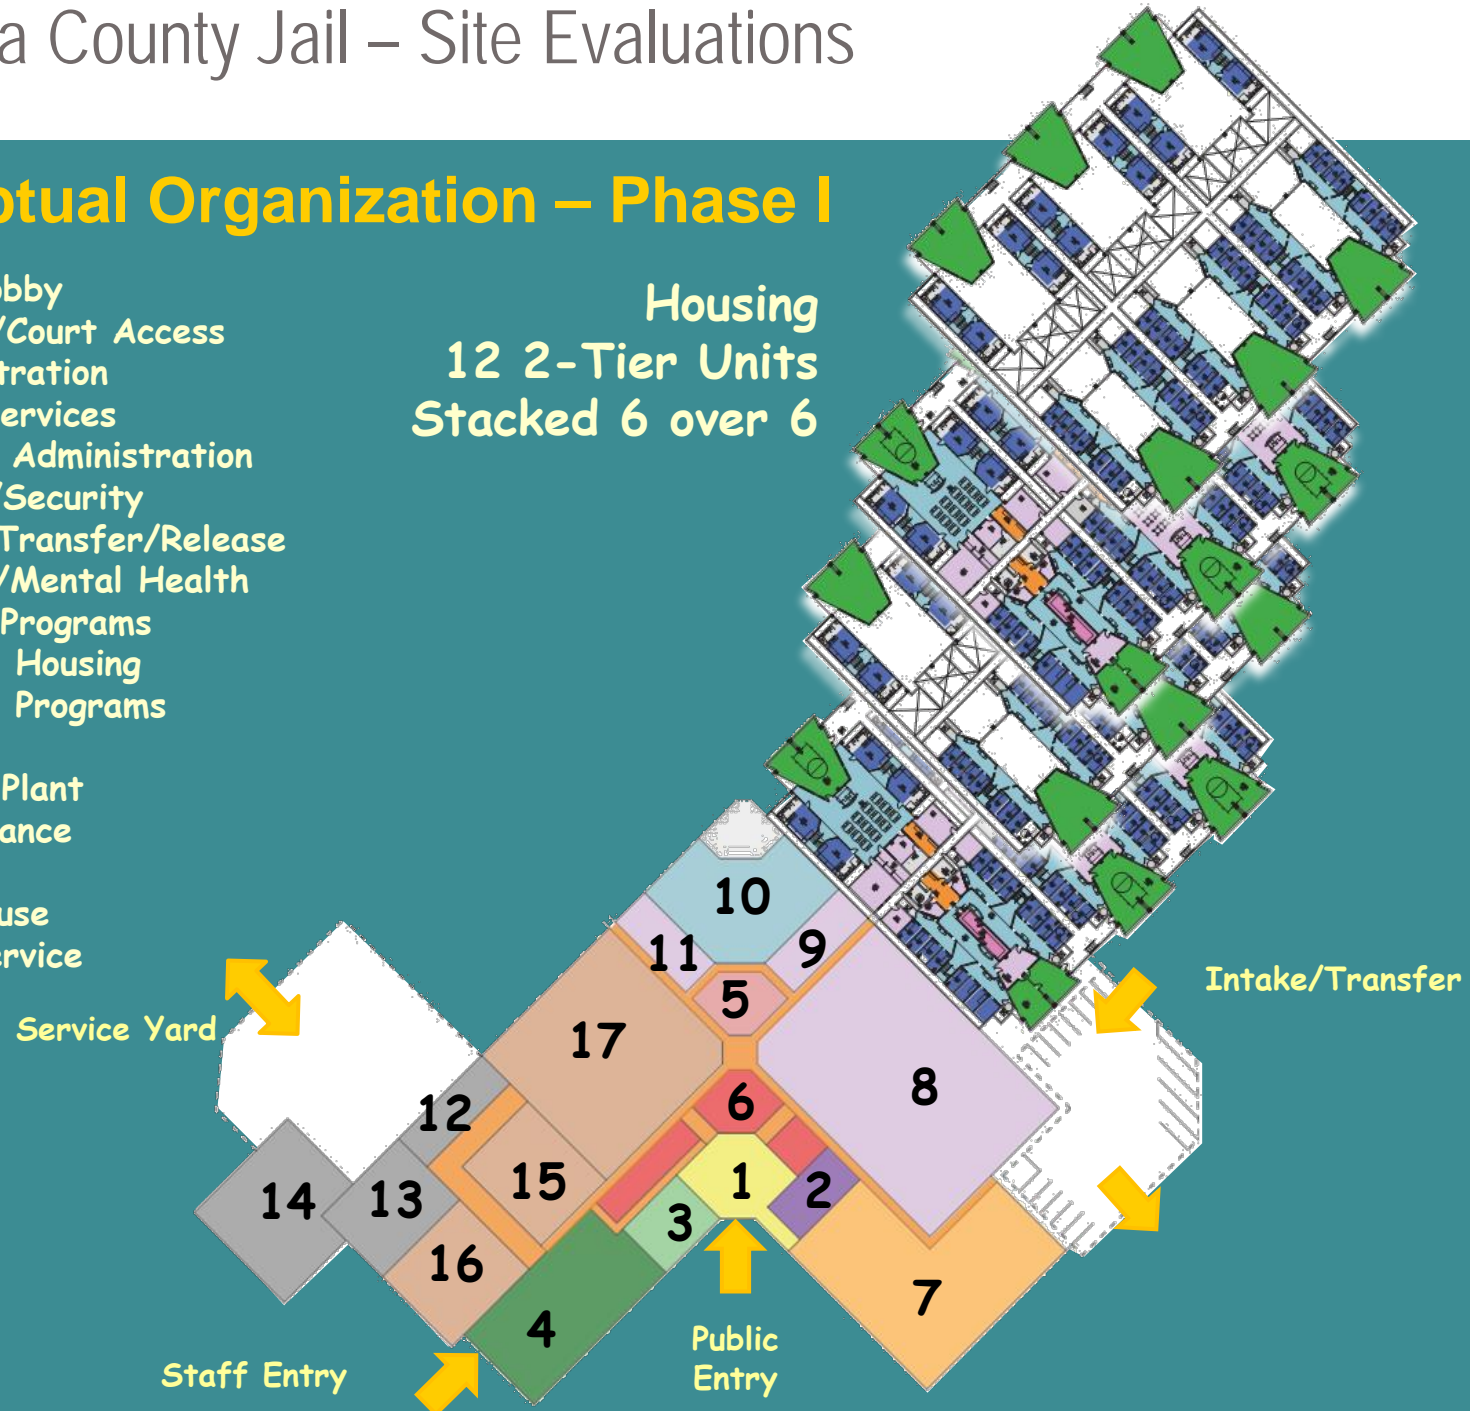 a County Jail – Site Evaluations
ptual Organization – Phase I
obby
/Court Access
tration
ervices
Administration
/Security
Transfer/Release
/Mental Health
Programs
Housing
Programs
Plant
ance
use
ervice
Housing
12 2-Tier Units
Stacked 6 over 6
10
11
9
5
17
8
6
12
1
2
15
3
13
14
16
7
4
Intake/Transfer
Service Yard
Public
Entry
Staff Entry